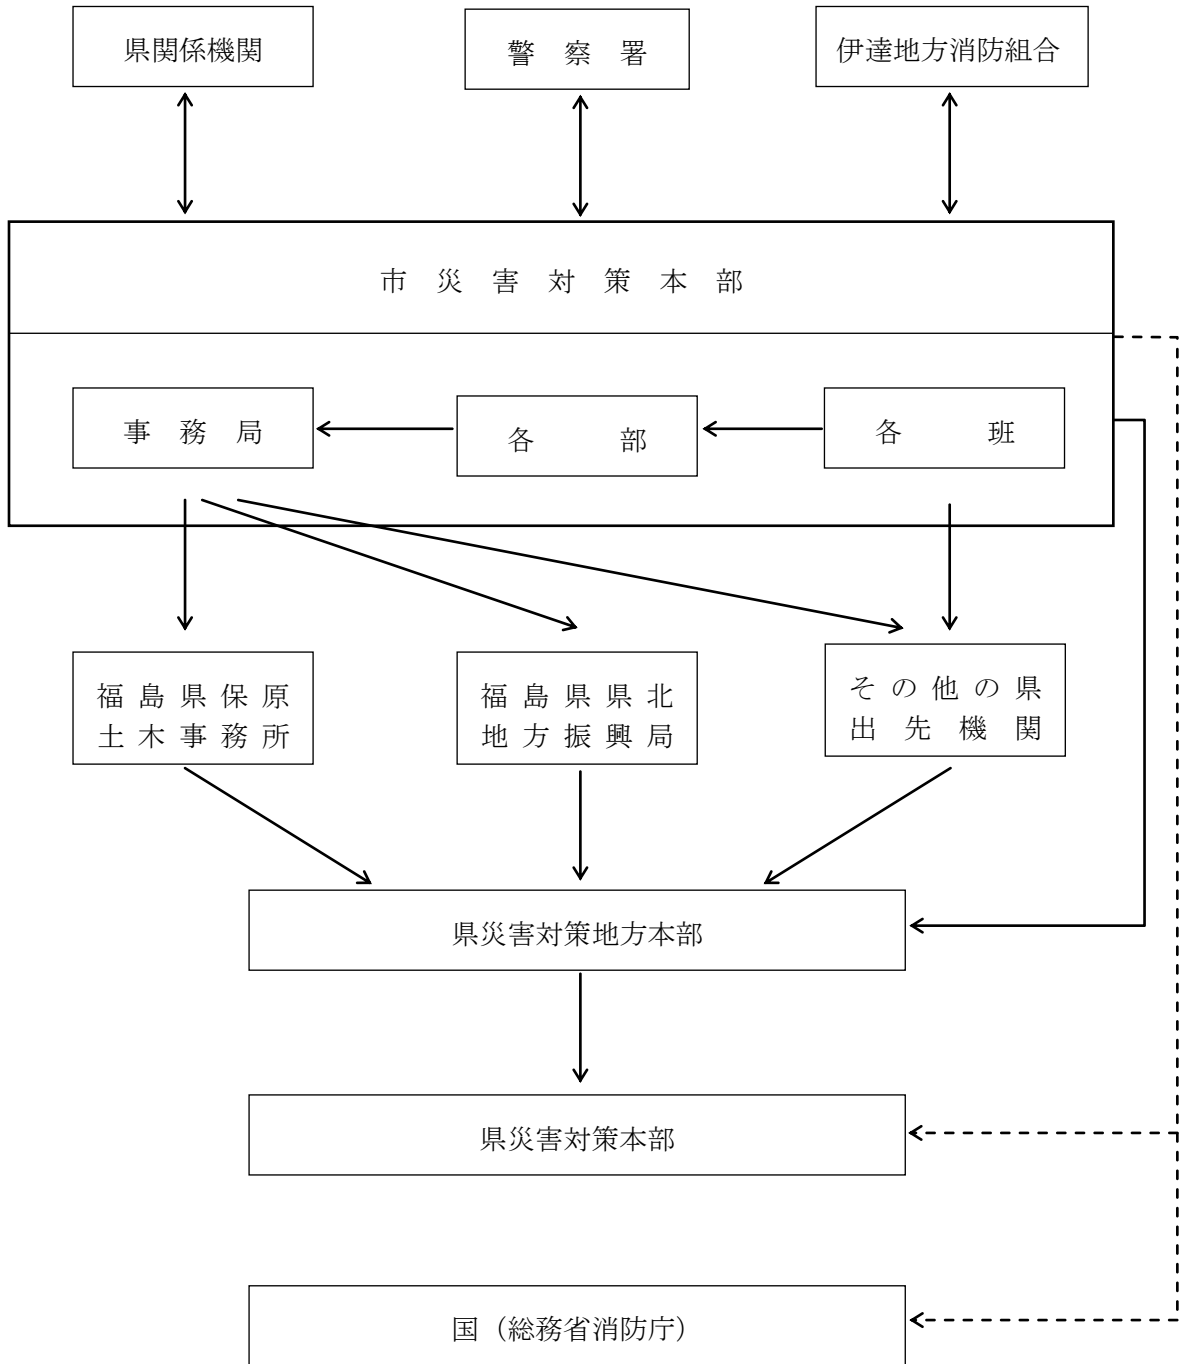 県関係機関
警察署
伊達地方消防組合
市災害対策本部
事務局
各部
各班
福島県保原
土木事務所
福島県県北
地方振興局
その他の県
出先機関
県災害対策地方本部
県災害対策本部
国（総務省消防庁）